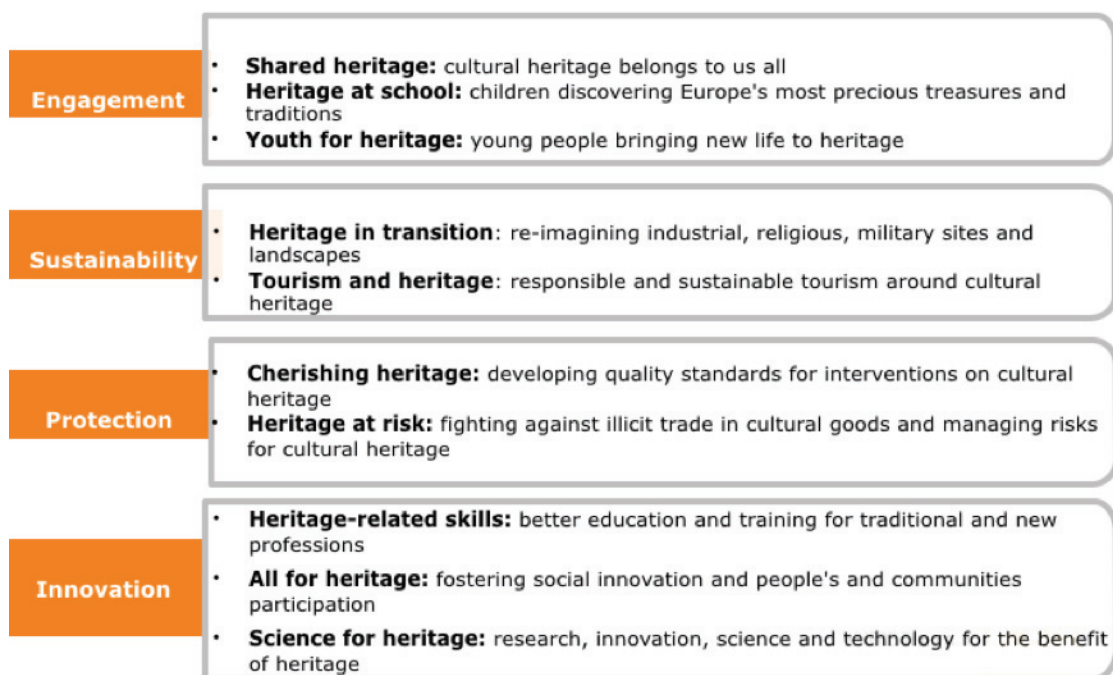 Engagement
· Shared heritage: cultural heritage belongs to us all
· Heritage at school: children discovering Europe's most precious treasures and
traditions
· Youth for heritage: young people bringing new life to heritage
Sustainability
· Heritage in transition: re-imagining industrial, religious, military sites and
landscapes
· Tourism and heritage: responsible and sustainable tourism around cultural
heritage
Protection
· Cherishing heritage: developing quality standards for interventions on cultural
heritage
· Heritage at risk: fighting against illicit trade in cultural goods and managing risks
for cultural heritage
Innovation
· Heritage-related skills: better education and training for traditional and new
professions
· All for heritage: fostering social innovation and people's and communities
participation
· Science for heritage: research, innovation, science and technology for the benefit
of heritage